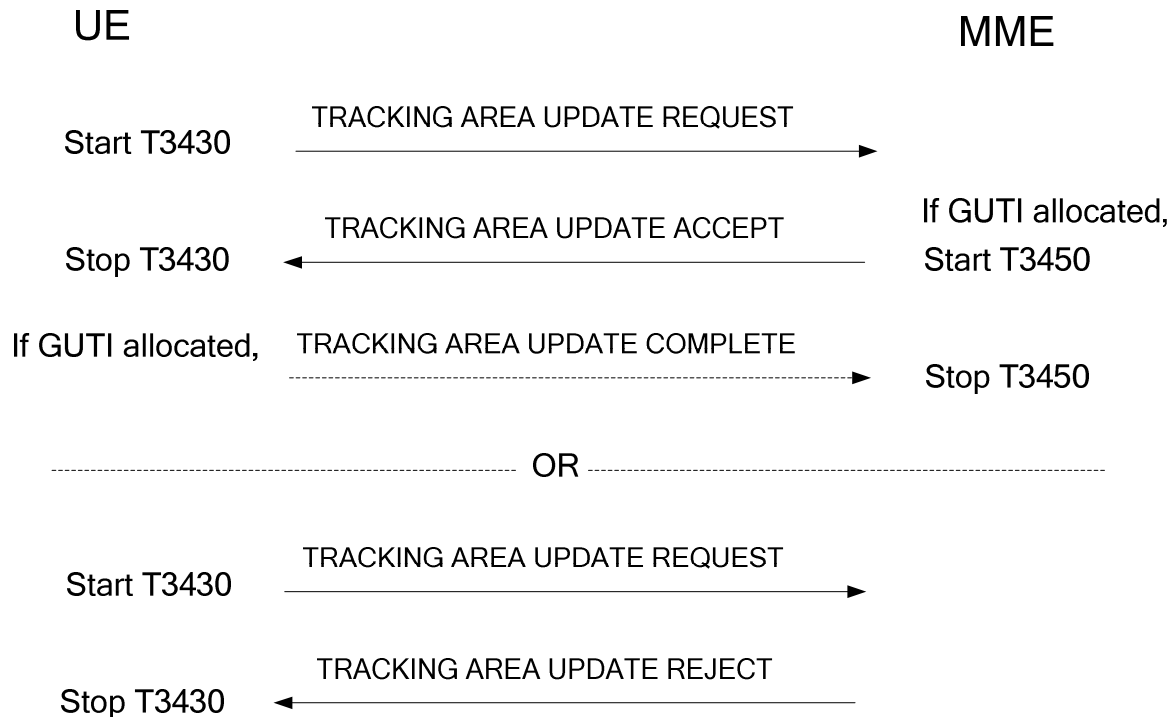 UE
MME
TRACKING AREA UPDATE REQUEST
Start T3430
If GUTI allocated,
TRACKING AREA UPDATE ACCEPT
Stop T3430
Start T3450
If GUTI allocated,
TRACKING AREA UPDATE COMPLETE
Stop T3450
OR
TRACKING AREA UPDATE REQUEST
Start T3430
TRACKING AREA UPDATE REJECT
Stop T3430